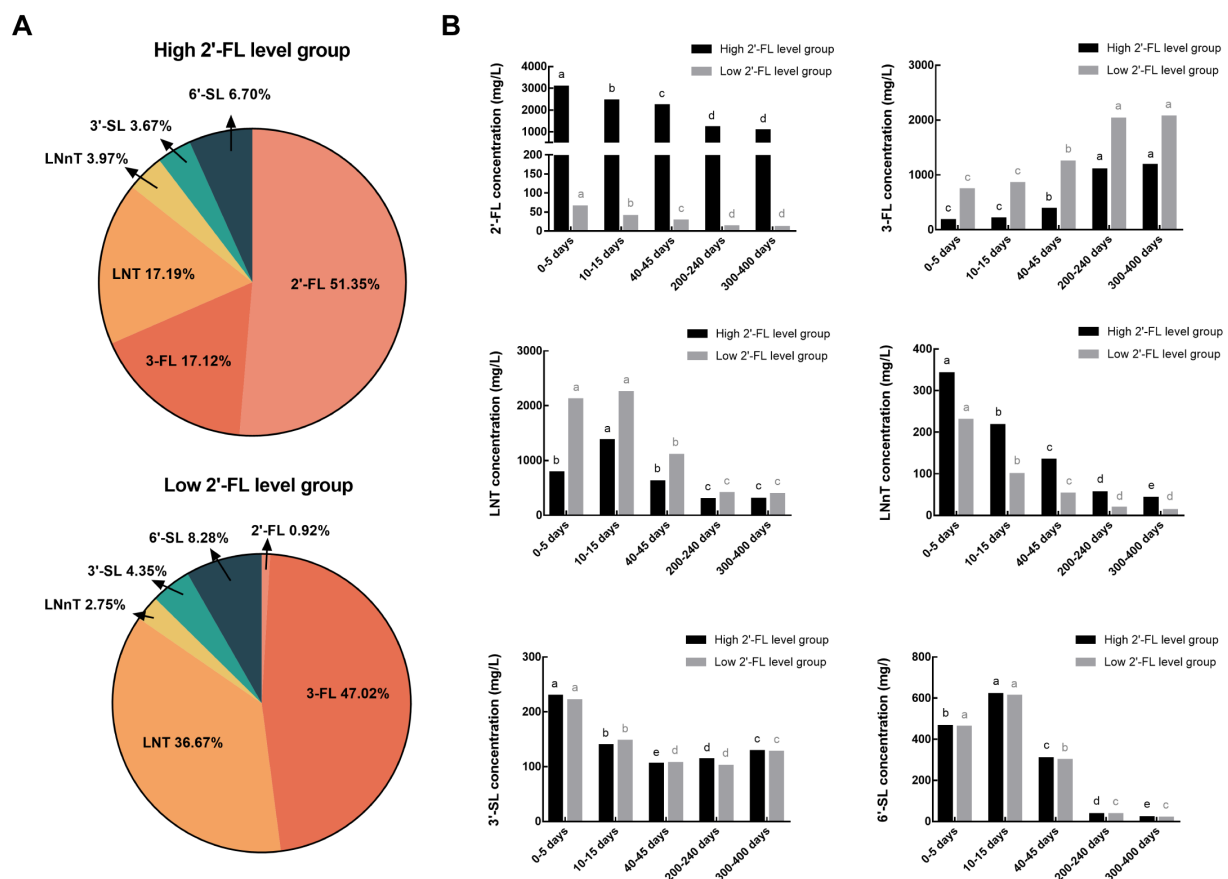 A
High 2'-FL level group
6'-SL 6.70%
3'-SL 3.67%
LNnT 3.97%
LNT 17.19%
2'-FL 51.35%
3-FL 17.12%
Low 2'-FL level group
2'-FL 0.92%
6'-SL 8.28%
3'-SL 4.35%
LNnT 2.75%
3-FL 47.02%
LNT 36.67%
B
High 2'-FL level group
Low 2'-FL level group
2'-FL concentration (mg/L)
4000
3000
2000
1000
200
150
100
50
0
a b c d d
a b c d d
0-5 days
10-15 days
40-45 days
200-240 days
300-400 days
High 2'-FL level group
Low 2'-FL level group
3-FL concentration (mg/L)
3000
2000
1000
0
c c b a a
c c b a a
0-5 days
10-15 days
40-45 days
200-240 days
300-400 days
High 2'-FL level group
Low 2'-FL level group
LNT concentration (mg/L)
3000
2000
1000
0
b a b c c
a a b c c
0-5 days
10-15 days
40-45 days
200-240 days
300-400 days
High 2'-FL level group
Low 2'-FL level group
LNnT concentration (mg/L)
400
300
200
100
0
a b c d e
a b c d d
0-5 days
10-15 days
40-45 days
200-240 days
300-400 days
High 2'-FL level group
Low 2'-FL level group
3'-SL concentration (mg/L)
300
200
100
0
a b e d c
a b d d c
0-5 days
10-15 days
40-45 days
200-240 days
300-400 days
High 2'-FL level group
Low 2'-FL level group
6'-SL concentration (mg/)
800
600
400
200
0
b a c d e
a a b c c
0-5 days
10-15 days
40-45 days
200-240 days
300-400 days